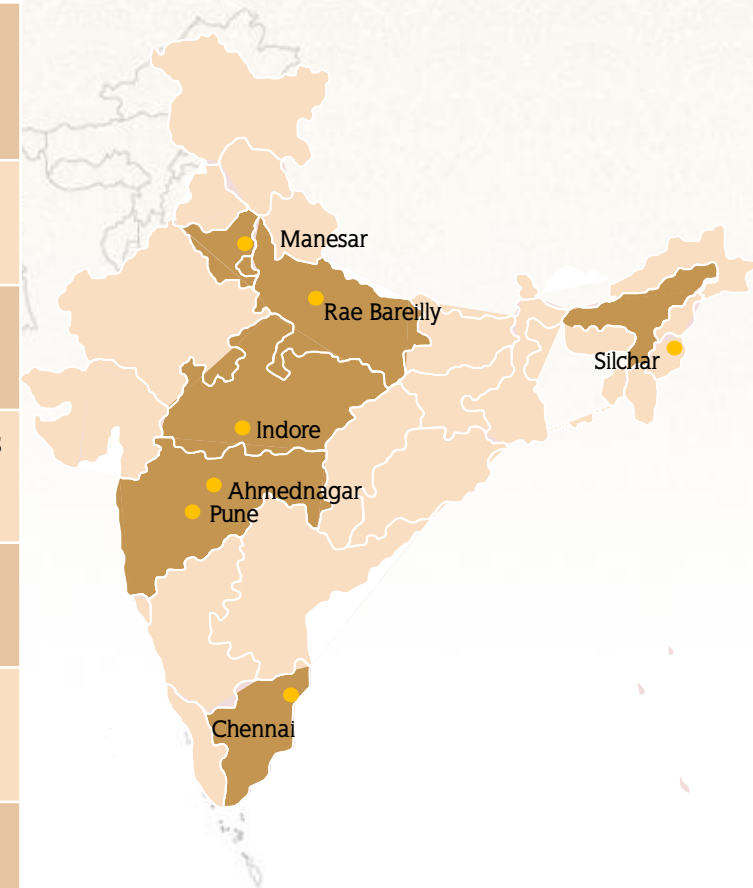 Manesar
Rae Bareilly
Silchar
Indore
Ahmednagar
Pune
Chennai